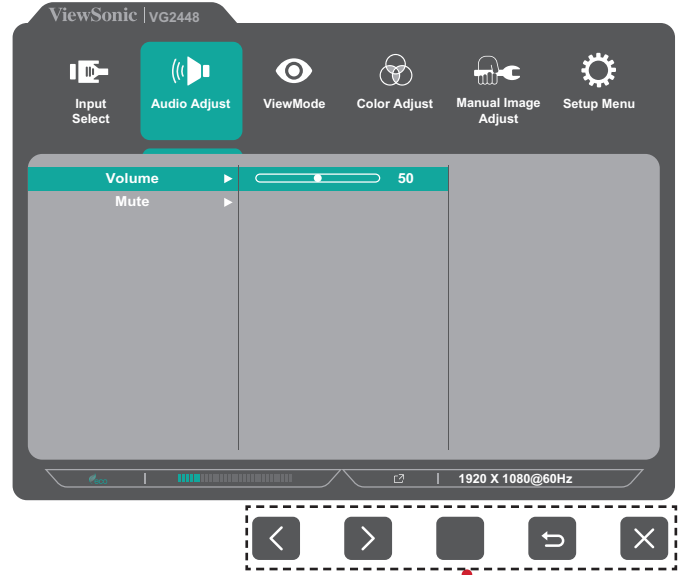 ViewSonic VG2448
Input
Select
Audio Adjust
ViewMode
Color Adjust
Manual Image
Adjust
Setup Menu
Volume
50
Mute
eco
1920 X 1080@60Hz